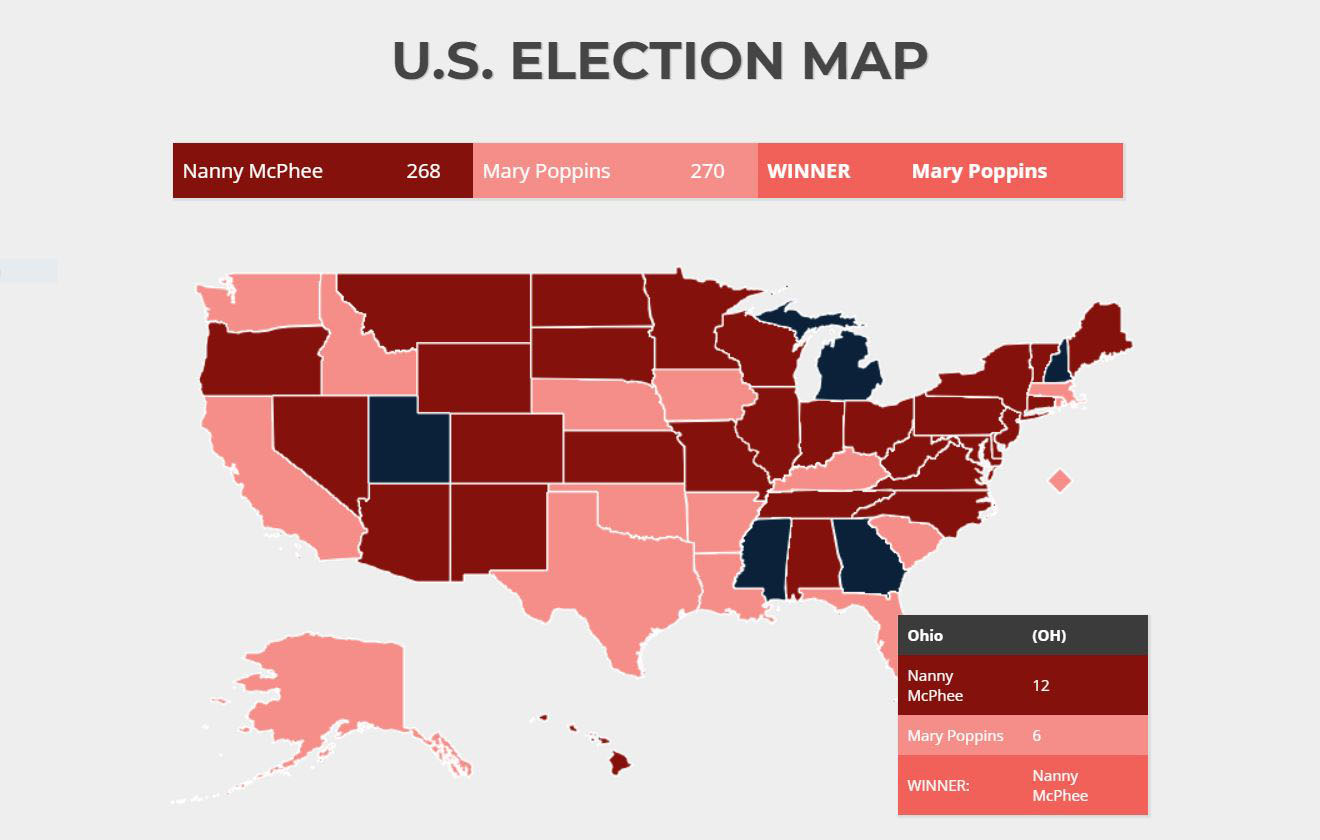 U.S. ELECTION MAP
Nanny McPhee 268 Mary Poppins 270 WINNER Mary Poppins
Ohio (OH)
Nanny
McPhee 12
Mary Poppins 6
WINNER: Nanny
McPhee